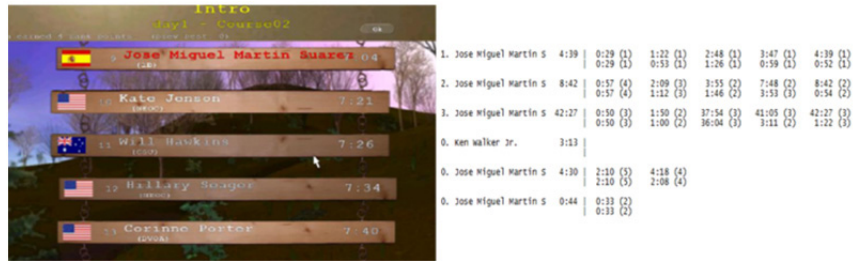 Intro
Day1 - Course02
OK
9 Jose Miguel Martin Suarez 7:04
10 Kate Jenson 7:21
11 Will Hawkins 7:26
12 Hillary Seager 7:34
13 Corinne Porter 7:40
1. Jose Miguel Martin S 4:39 | 0:29 (1) 1:22 (1) 2:48 (1) 3:47 (1) 4:39 (1)
| 0:29 (1) 0:53 (1) 1:26 (1) 0:59 (1) 0:52 (1)
2. Jose Miguel Martin S 8:42 | 0:57 (4) 2:09 (3) 3:55 (2) 7:48 (2) 8:42 (2)
| 0:57 (4) 1:12 (3) 1:46 (2) 3:53 (3) 0:54 (2)
3. Jose Miguel Martin S 42:27 | 0:50 (3) 1:50 (2) 37:54 (3) 41:05 (3) 42:27 (3)
| 0:50 (3) 1:00 (2) 36:04 (3) 3:11 (2) 1:22 (3)
0. Ken Walker Jr. 3:13 |
|
0. Jose Miguel Martin S 4:30 | 2:10 (5) 4:18 (4)
| 2:10 (5) 2:08 (4)
0. Jose Miguel Martin S 0:44 | 0:33 (2)
| 0:33 (2)